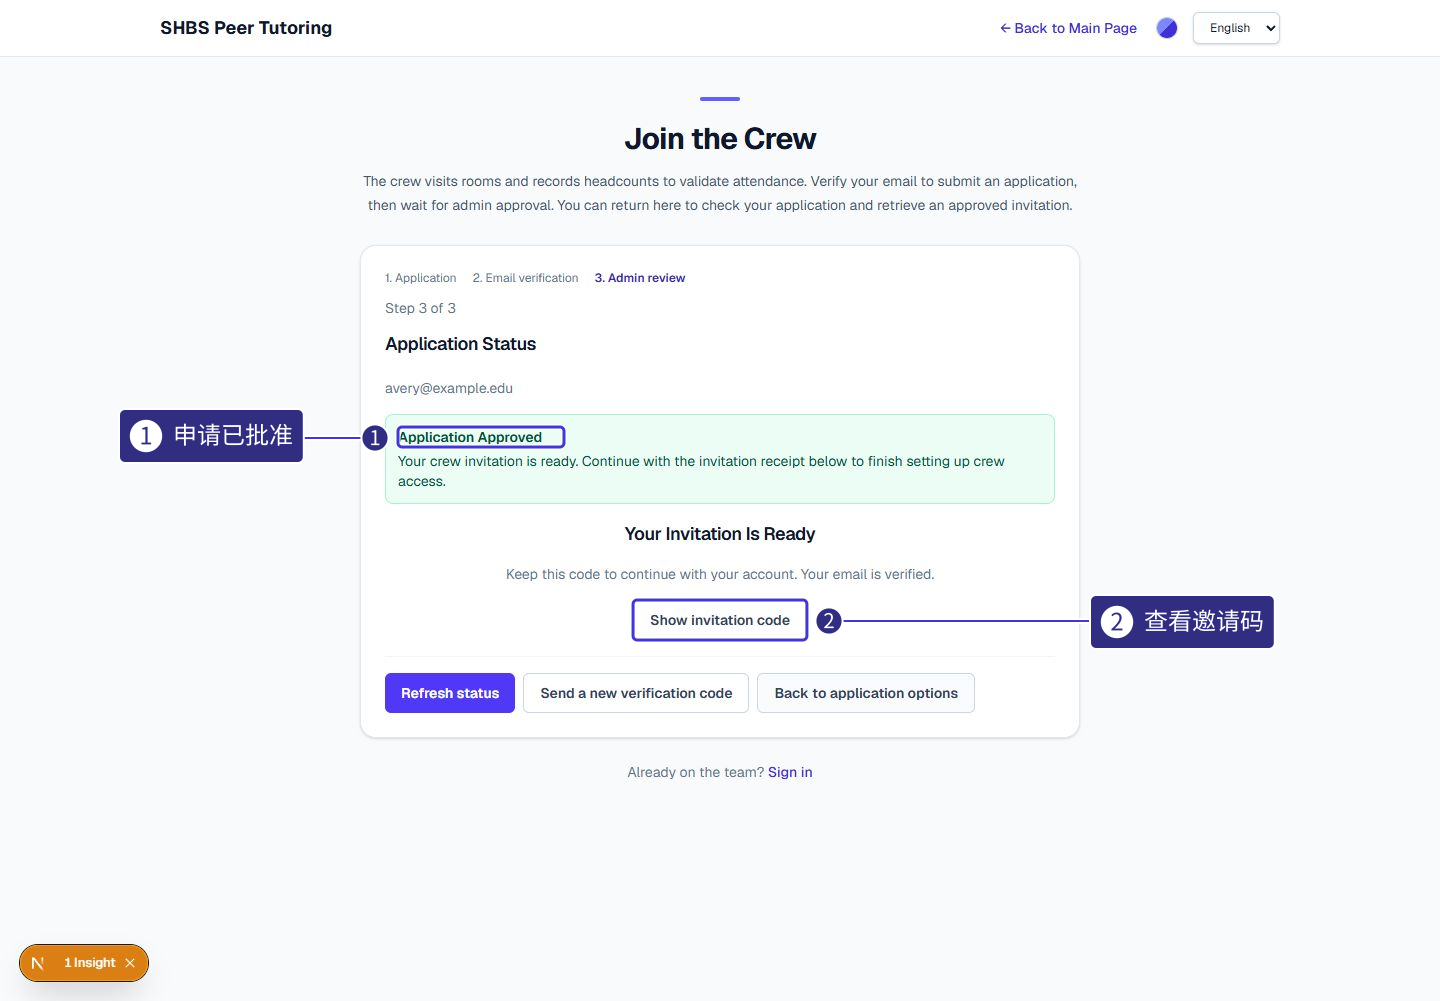 SHBS Peer Tutoring
← Back to Main Page
English
Join the Crew
The crew visits rooms and records headcounts to validate attendance. Verify your email to submit an application,
then wait for admin approval. You can return here to check your application and retrieve an approved invitation.
1. Application 2. Email verification 3. Admin review
Step 3 of 3
Application Status
avery@example.edu
1 申请已批准
1
Application Approved
Your crew invitation is ready. Continue with the invitation receipt below to finish setting up crew
access.
Your Invitation Is Ready
Keep this code to continue with your account. Your email is verified.
Show invitation code
2
2 查看邀请码
Refresh status
Send a new verification code
Back to application options
Already on the team? Sign in
N 1 Insight ×